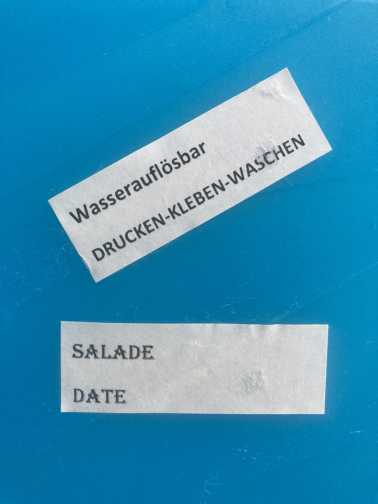 Wasserauflösbar
DRUCKEN-KLEBEN-WASCHEN
SALADE
DATE